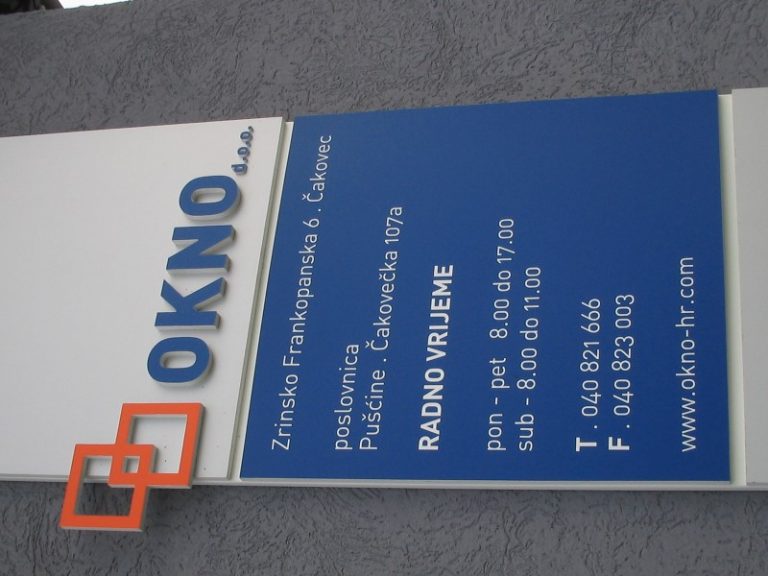 OKNO d.o.o.
Zrinsko Frankopanska 6 . Čakovec
poslovnica
Pušćine . Čakovečka 107a
RADNO VRIJEME
pon - pet 8.00 do 17.00
sub - 8.00 do 11.00
T . 040 821 666
F . 040 823 003
www.okno-hr.com